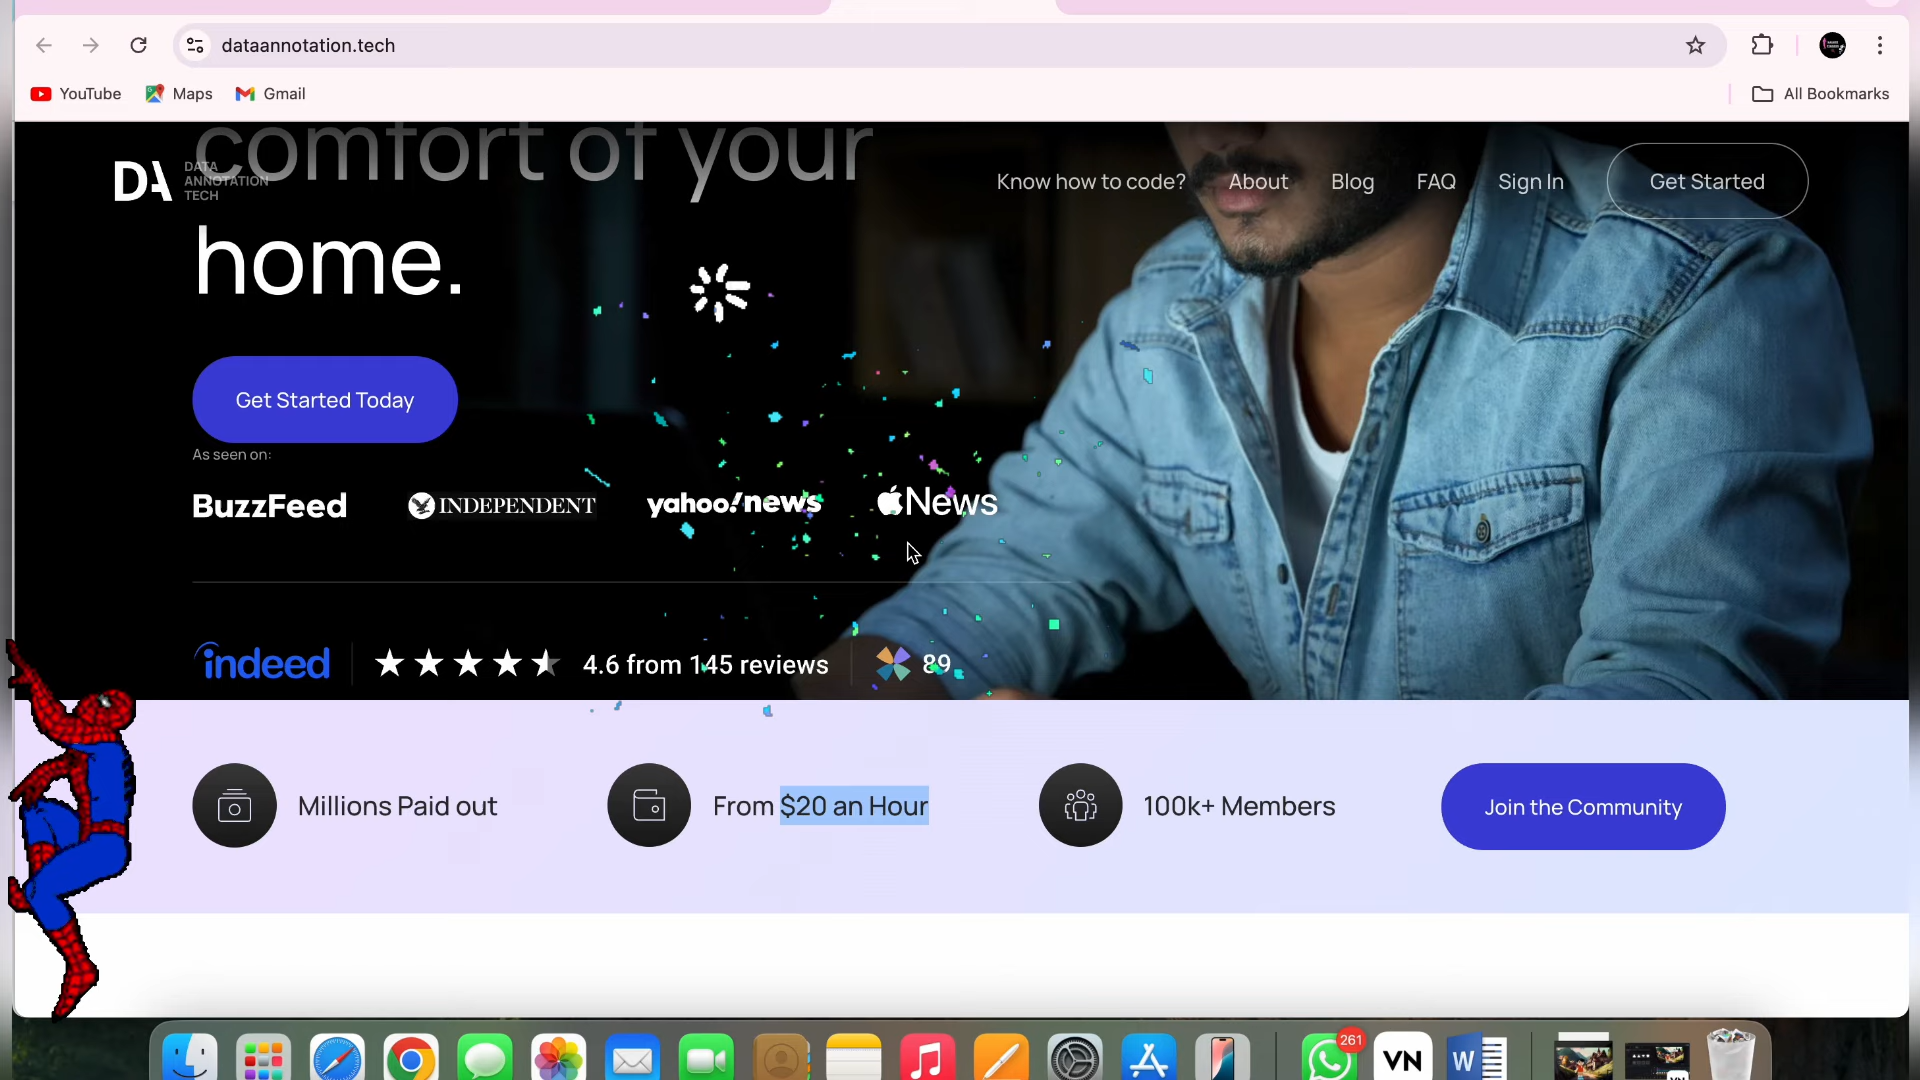 dataannotation.tech
YouTube
Maps
Gmail
All Bookmarks
comfort of your
home.
DA
DATA
ANNOTATION
TECH
Know how to code?
About
Blog
FAQ
Sign In
Get Started
Get Started Today
As seen on:
BuzzFeed
INDEPENDENT
yahoo!news
News
indeed
4.6 from 145 reviews
89
Millions Paid out
From $20 an Hour
100k+ Members
Join the Community
261
VN
W